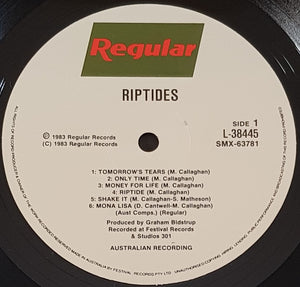 Regular
RIPTIDES
SIDE 1
L-38445
SMX-63781
℗ 1983 Regular Records
(C) 1983 Regular Records
1: TOMORROW'S TEARS (M. Callaghan)
2: ONLY TIME (M. Callaghan)
3: MONEY FOR LIFE (M. Callaghan)
4: RIPTIDE (M. Callaghan)
5: SHAKE IT (M. Callaghan-S. Matheson)
6: MONA LISA (D. Cantwell-M. Callaghan)
(Aust Comps.) (Regular)
Produced by Graham Bidstrup
Recorded at Festival Records
& Studios 301
AUSTRALIAN RECORDING